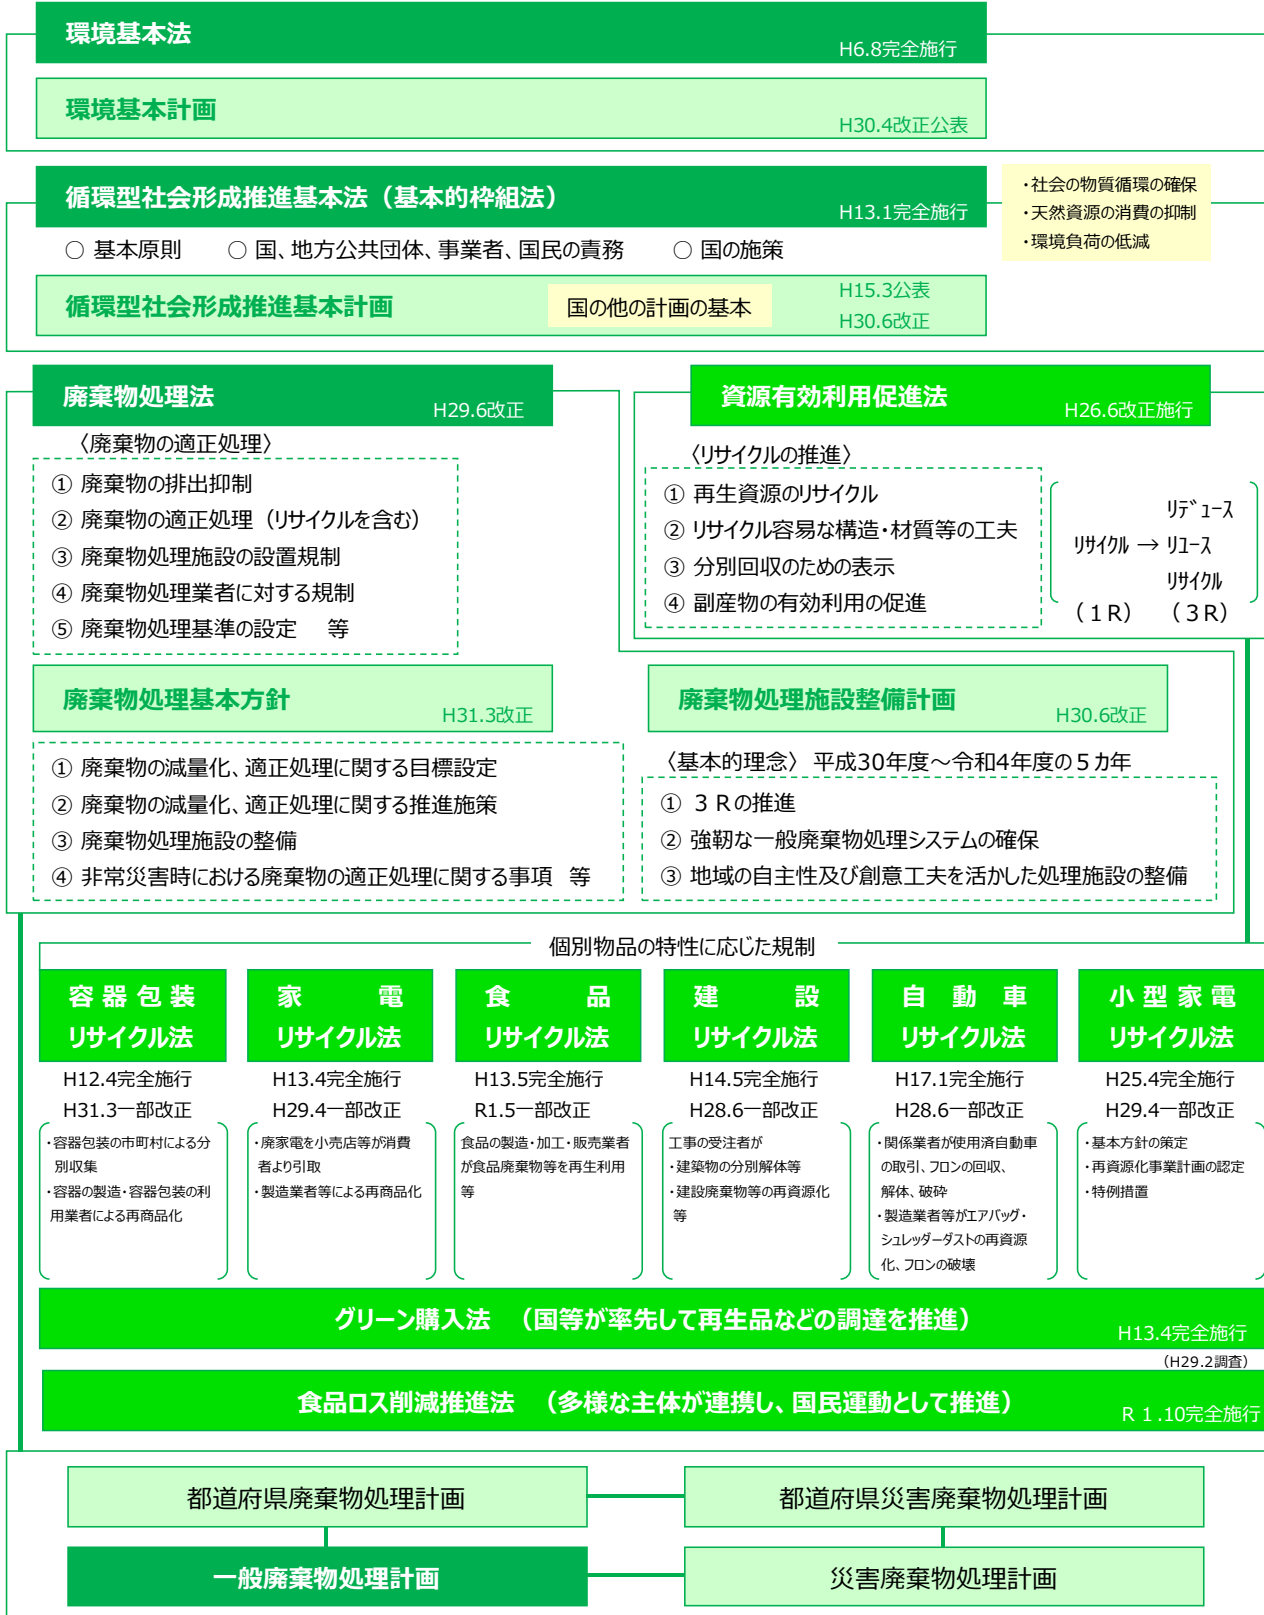 環境基本法
H6.8完全施行
環境基本計画
H30.4改正公表
循環型社会形成推進基本法（基本的枠組法）
H13.1完全施行
・社会の物質循環の確保
・天然資源の消費の抑制
・環境負荷の低減
○ 基本原則　○ 国、地方公共団体、事業者、国民の責務　○ 国の施策
循環型社会形成推進基本計画
国の他の計画の基本
H15.3公表
H30.6改正
廃棄物処理法
H29.6改正
〈廃棄物の適正処理〉
① 廃棄物の排出抑制
② 廃棄物の適正処理（リサイクルを含む）
③ 廃棄物処理施設の設置規制
④ 廃棄物処理業者に対する規制
⑤ 廃棄物処理基準の設定　等
資源有効利用促進法
H26.6改正施行
〈リサイクルの推進〉
① 再生資源のリサイクル
② リサイクル容易な構造・材質等の工夫
③ 分別回収のための表示
④ 副産物の有効利用の促進
リデュース
リサイクル → リユース
リサイクル
（１R）　（３R）
廃棄物処理基本方針
H31.3改正
① 廃棄物の減量化、適正処理に関する目標設定
② 廃棄物の減量化、適正処理に関する推進施策
③ 廃棄物処理施設の整備
④ 非常災害時における廃棄物の適正処理に関する事項　等
廃棄物処理施設整備計画
H30.6改正
〈基本的理念〉 平成30年度～令和4年度の５カ年
① ３Ｒの推進
② 強靭な一般廃棄物処理システムの確保
③ 地域の自主性及び創意工夫を活かした処理施設の整備
個別物品の特性に応じた規制
容器包装
リサイクル法
H12.4完全施行
H31.3一部改正
・容器包装の市町村による分
別収集
・容器の製造・容器包装の利
用業者による再商品化
家　電
リサイクル法
H13.4完全施行
H29.4一部改正
・廃家電を小売店等が消費
者より引取
・製造業者等による再商品化
食　品
リサイクル法
H13.5完全施行
R1.5一部改正
食品の製造・加工・販売業者
が食品廃棄物等を再生利用
等
建　設
リサイクル法
H14.5完全施行
H28.6一部改正
工事の受注者が
・建築物の分別解体等
・建設廃棄物等の再資源化
等
自動車
リサイクル法
H17.1完全施行
H28.6一部改正
・関係業者が使用済自動車
の取引、フロンの回収、
解体、破砕
・製造業者等がエアバッグ・
シュレッダーダストの再資源
化、フロンの破壊
小型家電
リサイクル法
H25.4完全施行
H29.4一部改正
・基本方針の策定
・再資源化事業計画の認定
・特例措置
グリーン購入法　（国等が率先して再生品などの調達を推進）
H13.4完全施行
（H29.2調査）
食品ロス削減推進法　（多様な主体が連携し、国民運動として推進）
R１.10完全施行
都道府県廃棄物処理計画
都道府県災害廃棄物処理計画
一般廃棄物処理計画
災害廃棄物処理計画